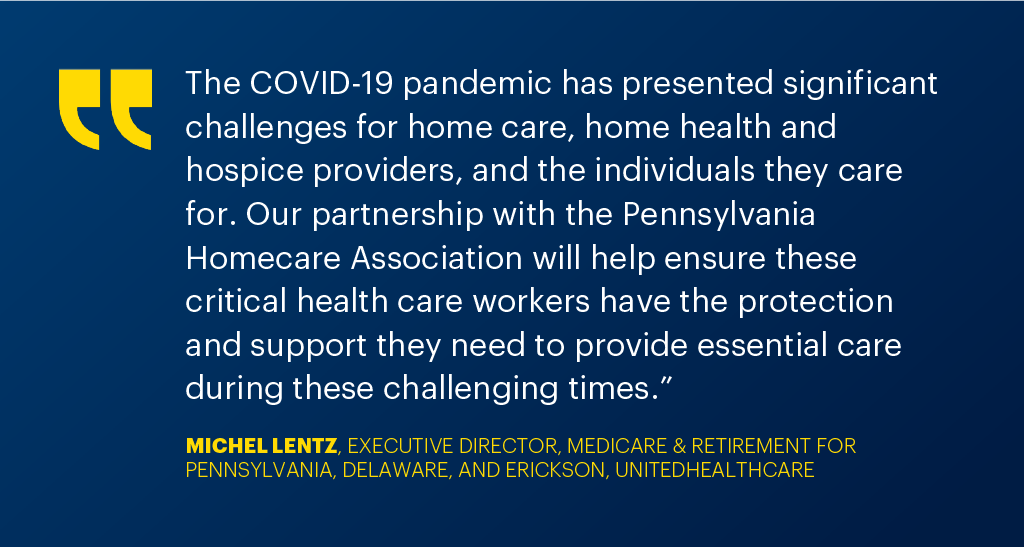 The COVID-19 pandemic has presented significant
challenges for home care, home health and
hospice providers, and the individuals they care
for. Our partnership with the Pennsylvania
Homecare Association will help ensure these
critical health care workers have the protection
and support they need to provide essential care
during these challenging times.”
MICHEL LENTZ, EXECUTIVE DIRECTOR, MEDICARE & RETIREMENT FOR
PENNSYLVANIA, DELAWARE, AND ERICKSON, UNITEDHEALTHCARE